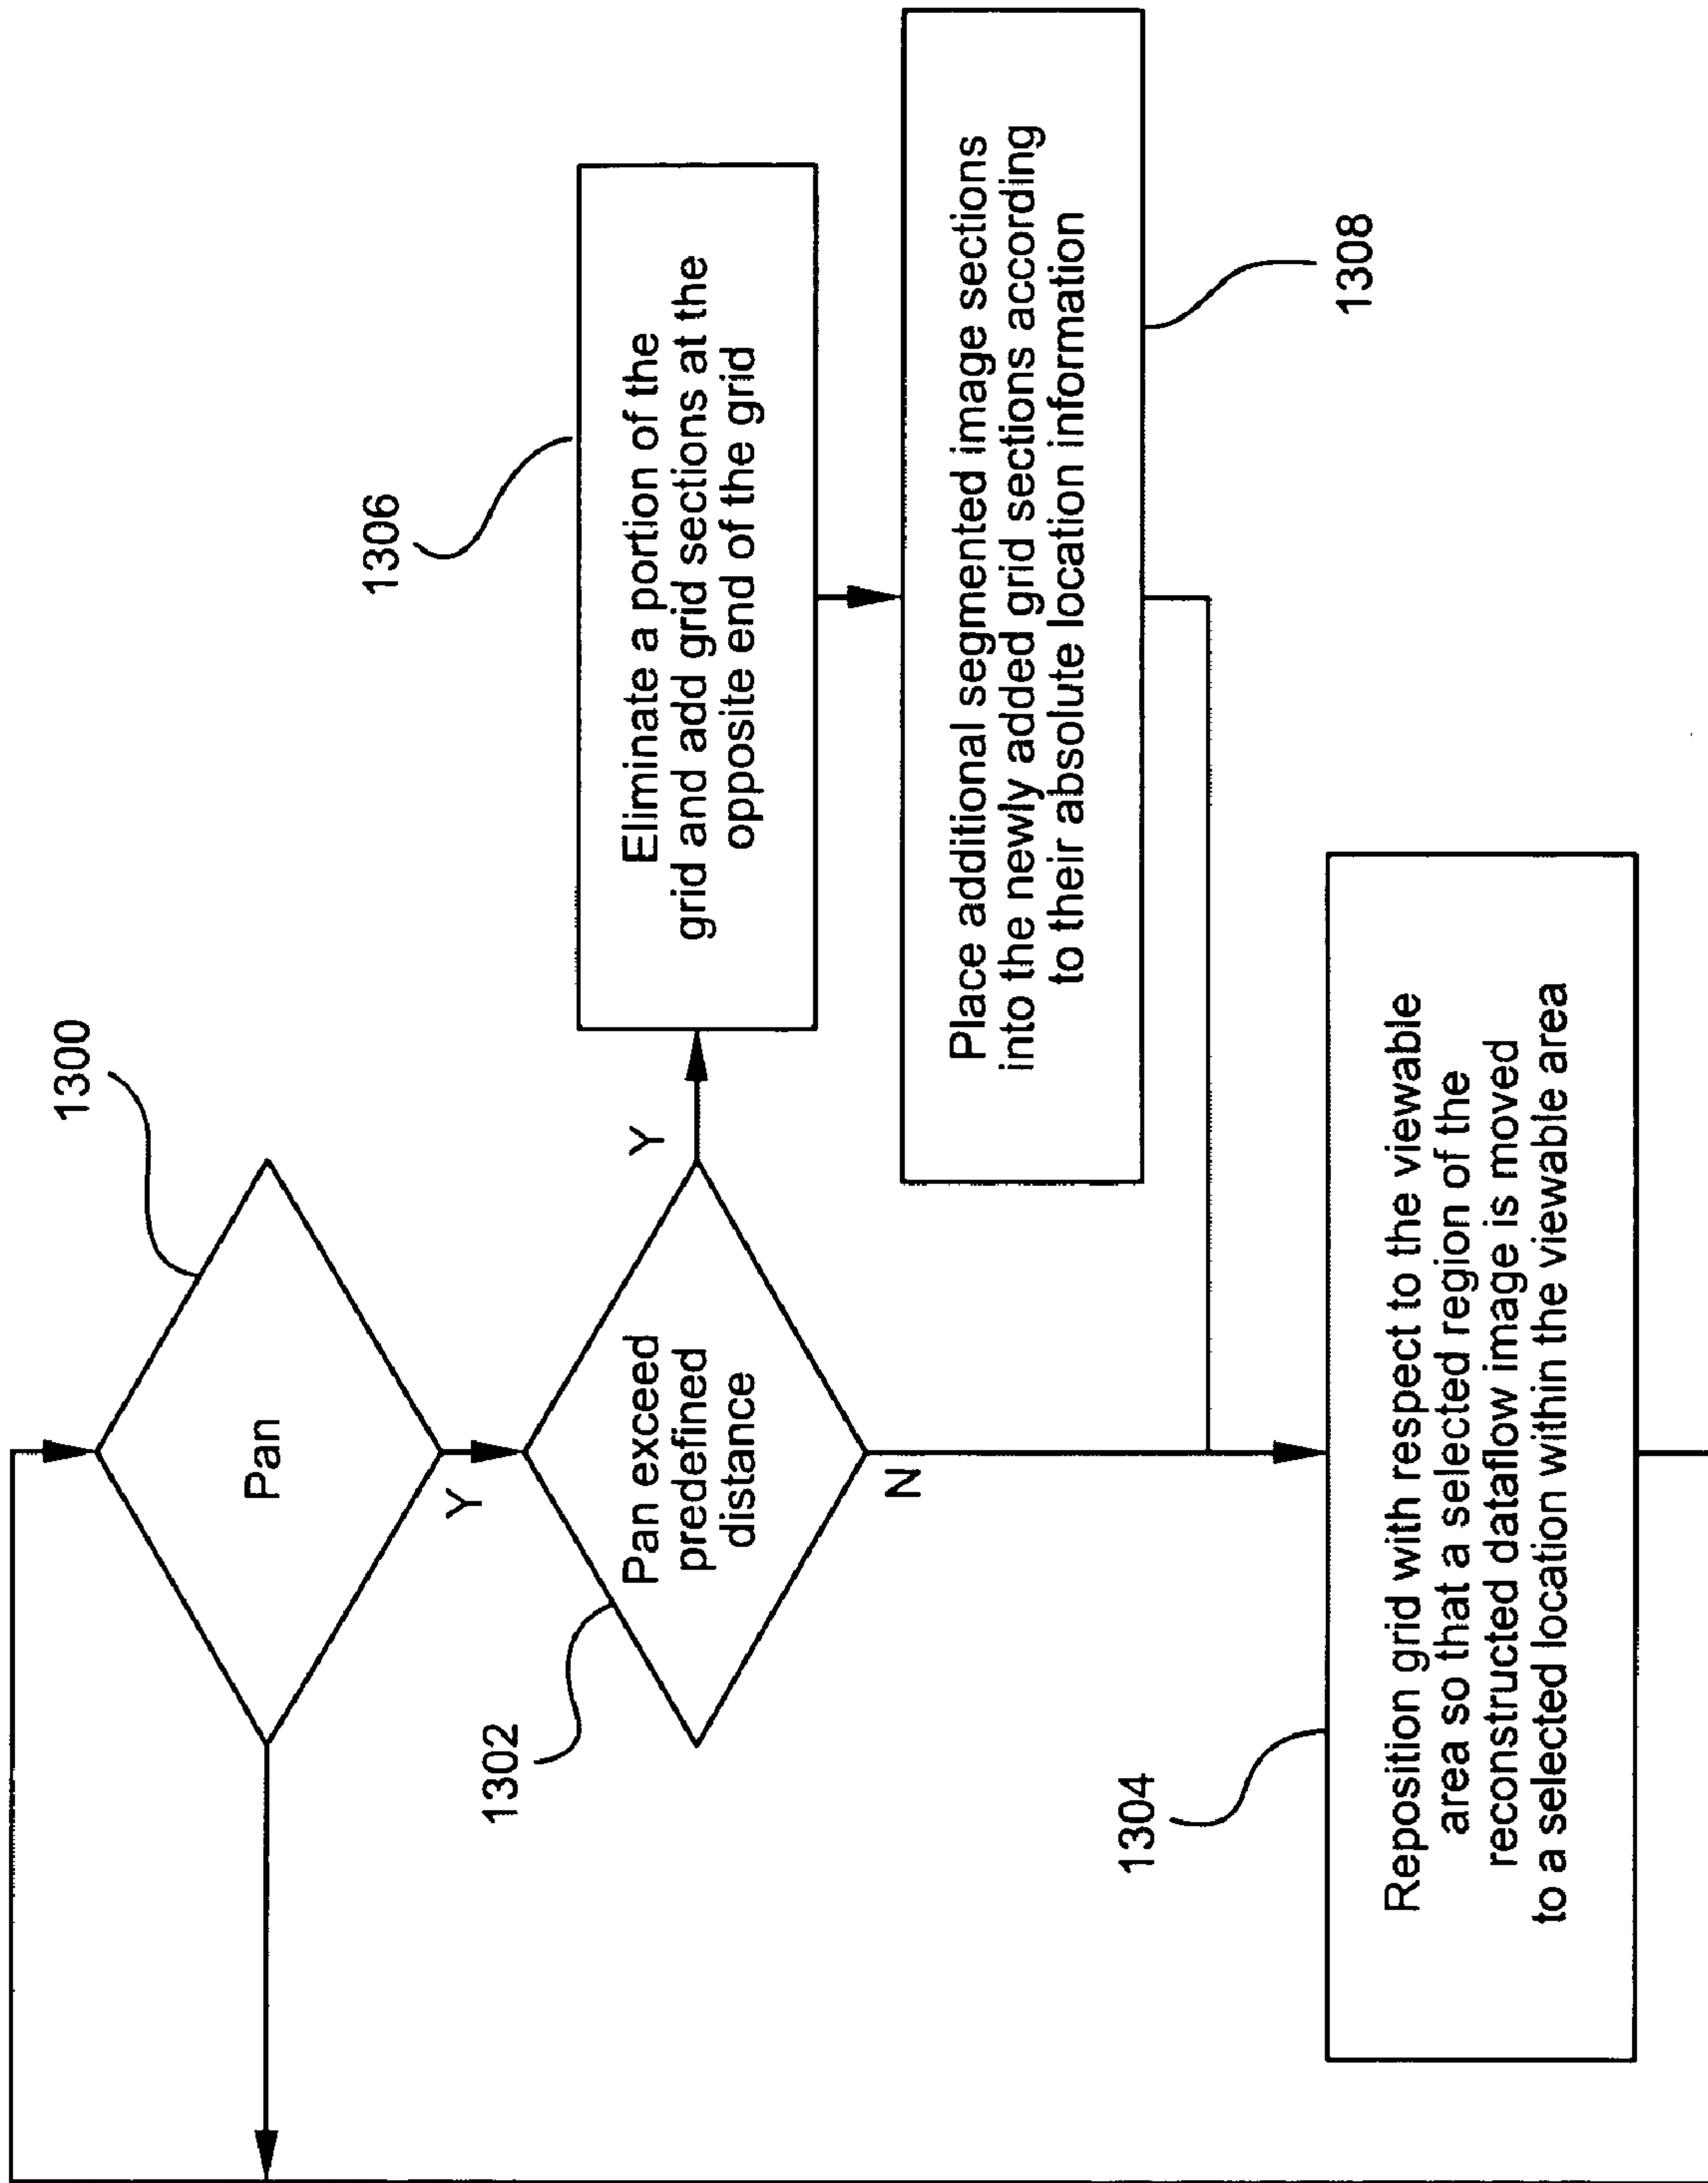 1300
Pan
Y
1302
Pan exceed
predefined
distance
Y
N
1306
Eliminate a portion of the
grid and add grid sections at the
opposite end of the grid
Place additional segmented image sections
into the newly added grid sections according
to their absolute location information
1308
1304
Reposition grid with respect to the viewable
area so that a selected region of the
reconstructed dataflow image is moved
to a selected location within the viewable area